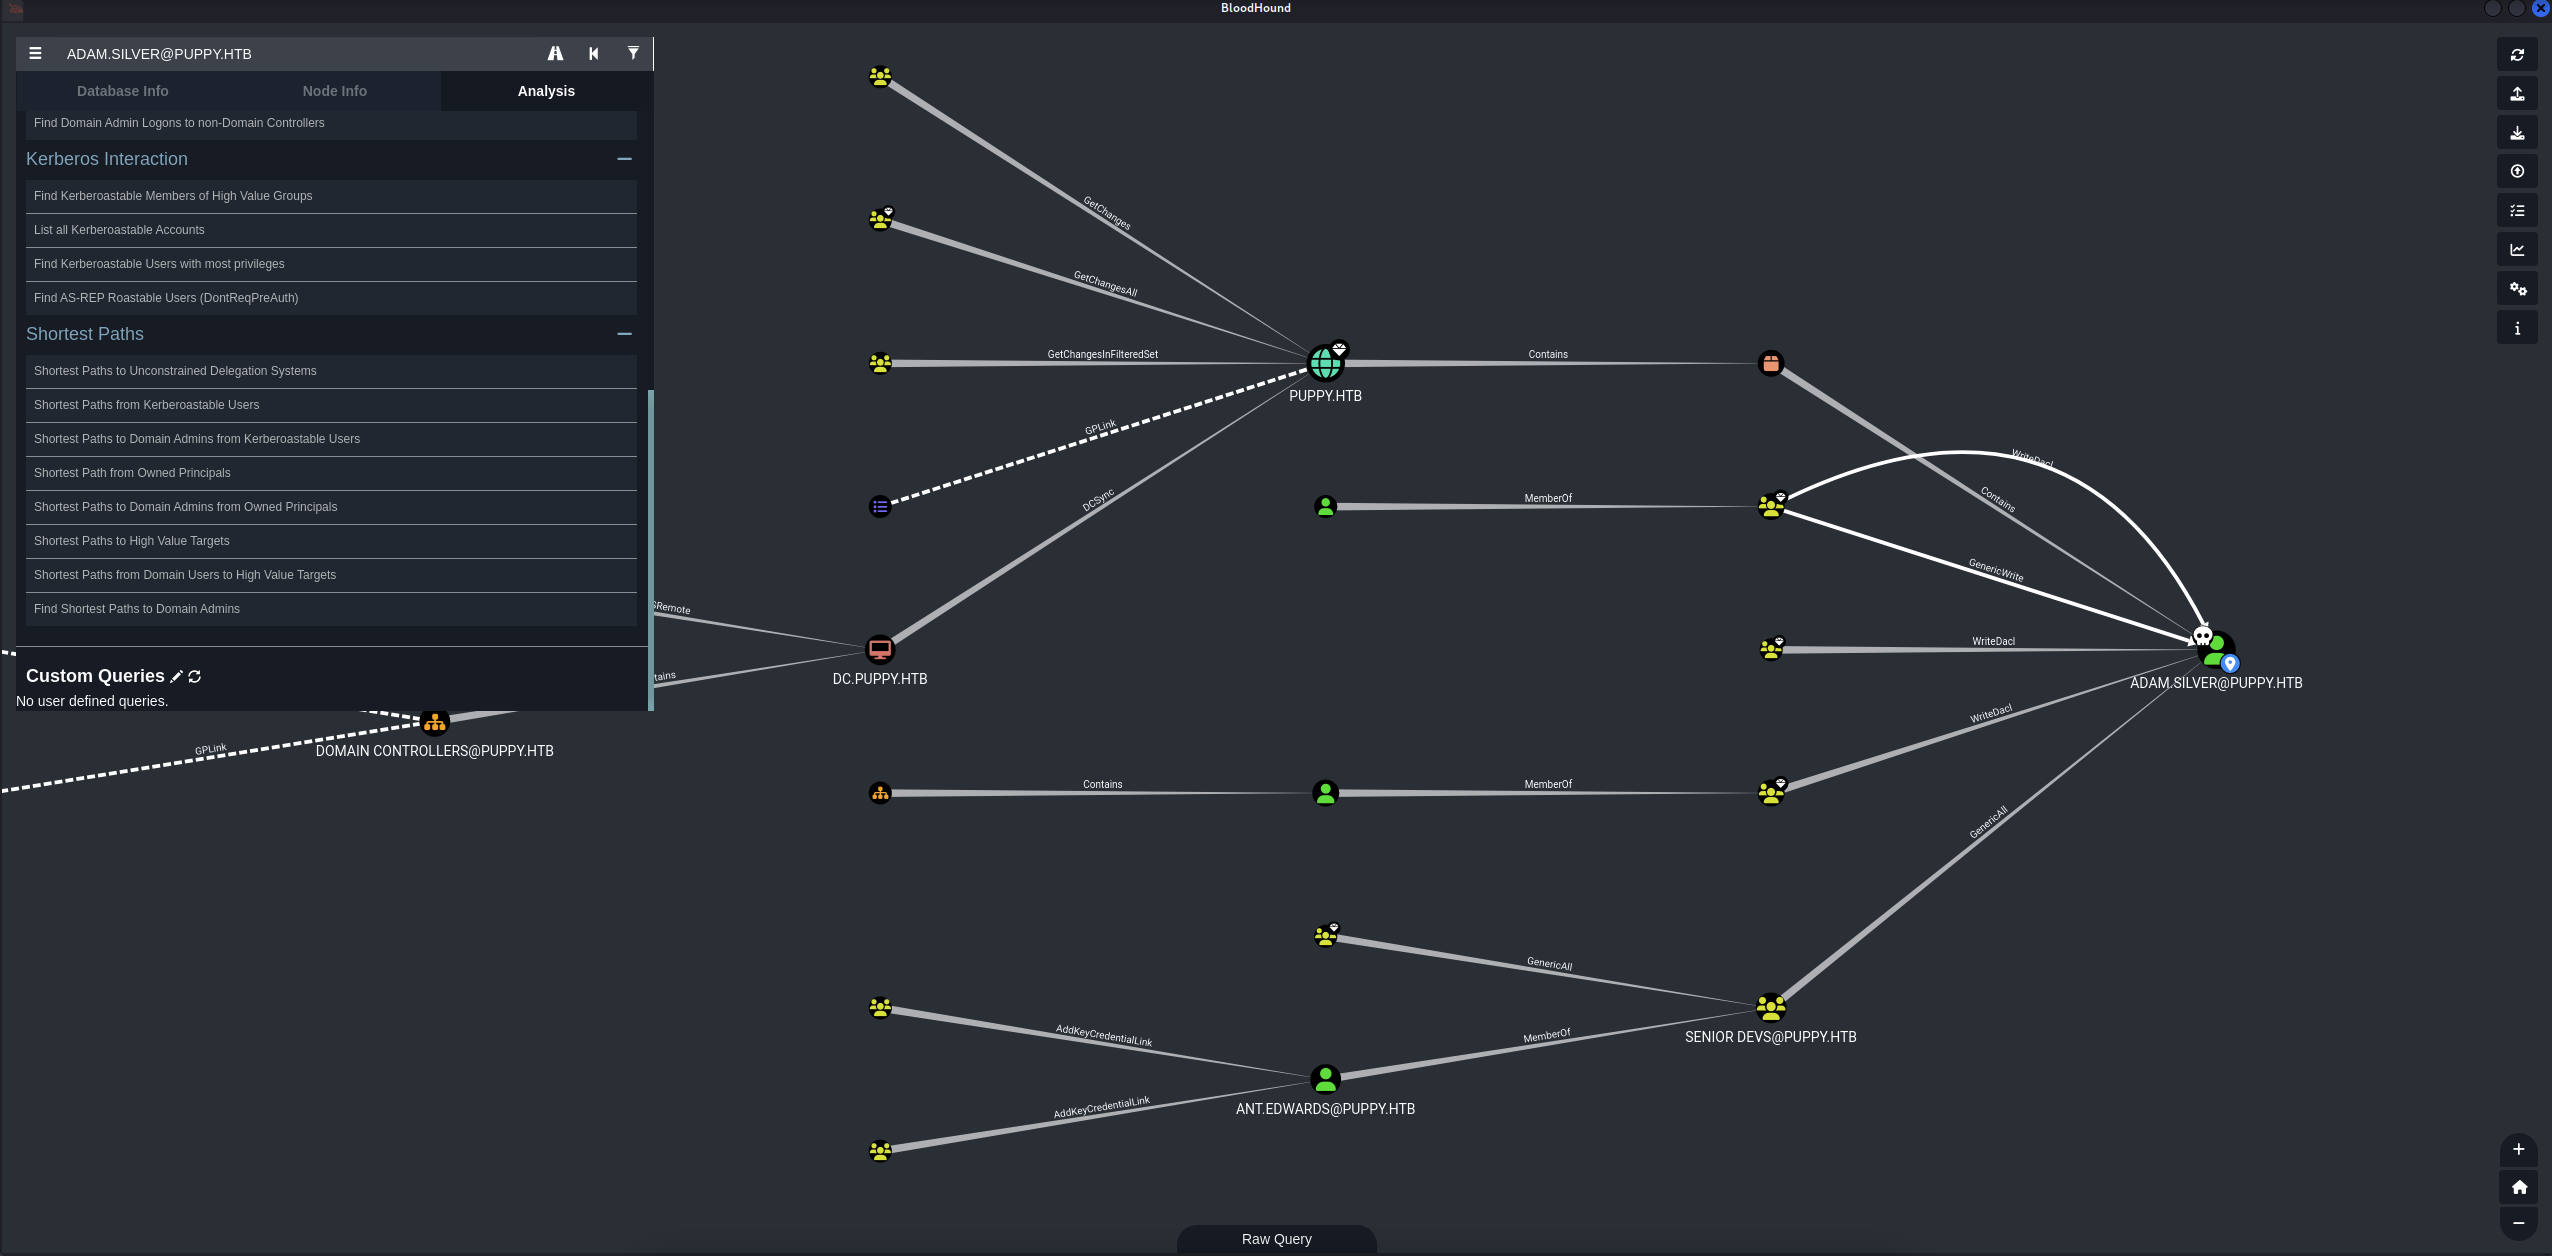 BloodHound
ADAM.SILVER@PUPPY.HTB
Database Info
Node Info
Analysis
Find Domain Admin Logons to non-Domain Controllers
Kerberos Interaction
Find Kerberoastable Members of High Value Groups
List all Kerberoastable Accounts
Find Kerberoastable Users with most privileges
Find AS-REP Roastable Users (DontReqPreAuth)
Shortest Paths
Shortest Paths to Unconstrained Delegation Systems
Shortest Paths from Kerberoastable Users
Shortest Paths to Domain Admins from Kerberoastable Users
Shortest Path from Owned Principals
Shortest Paths to Domain Admins from Owned Principals
Shortest Paths to High Value Targets
Shortest Paths from Domain Users to High Value Targets
Find Shortest Paths to Domain Admins
Custom Queries
No user defined queries.
GetChanges
GetChangesAll
GetChangesInFilteredSet
Contains
PUPPY.HTB
GPLink
WriteDacl
Contains
DCSync
MemberOf
GenericWrite
SRemote
WriteDacl
tains
DC.PUPPY.HTB
ADAM.SILVER@PUPPY.HTB
WriteDacl
GPLink
DOMAIN CONTROLLERS@PUPPY.HTB
Contains
MemberOf
GenericAll
GenericAll
AddKeyCredentialLink
MemberOf
SENIOR DEVS@PUPPY.HTB
AddKeyCredentialLink
ANT.EDWARDS@PUPPY.HTB
Raw Query